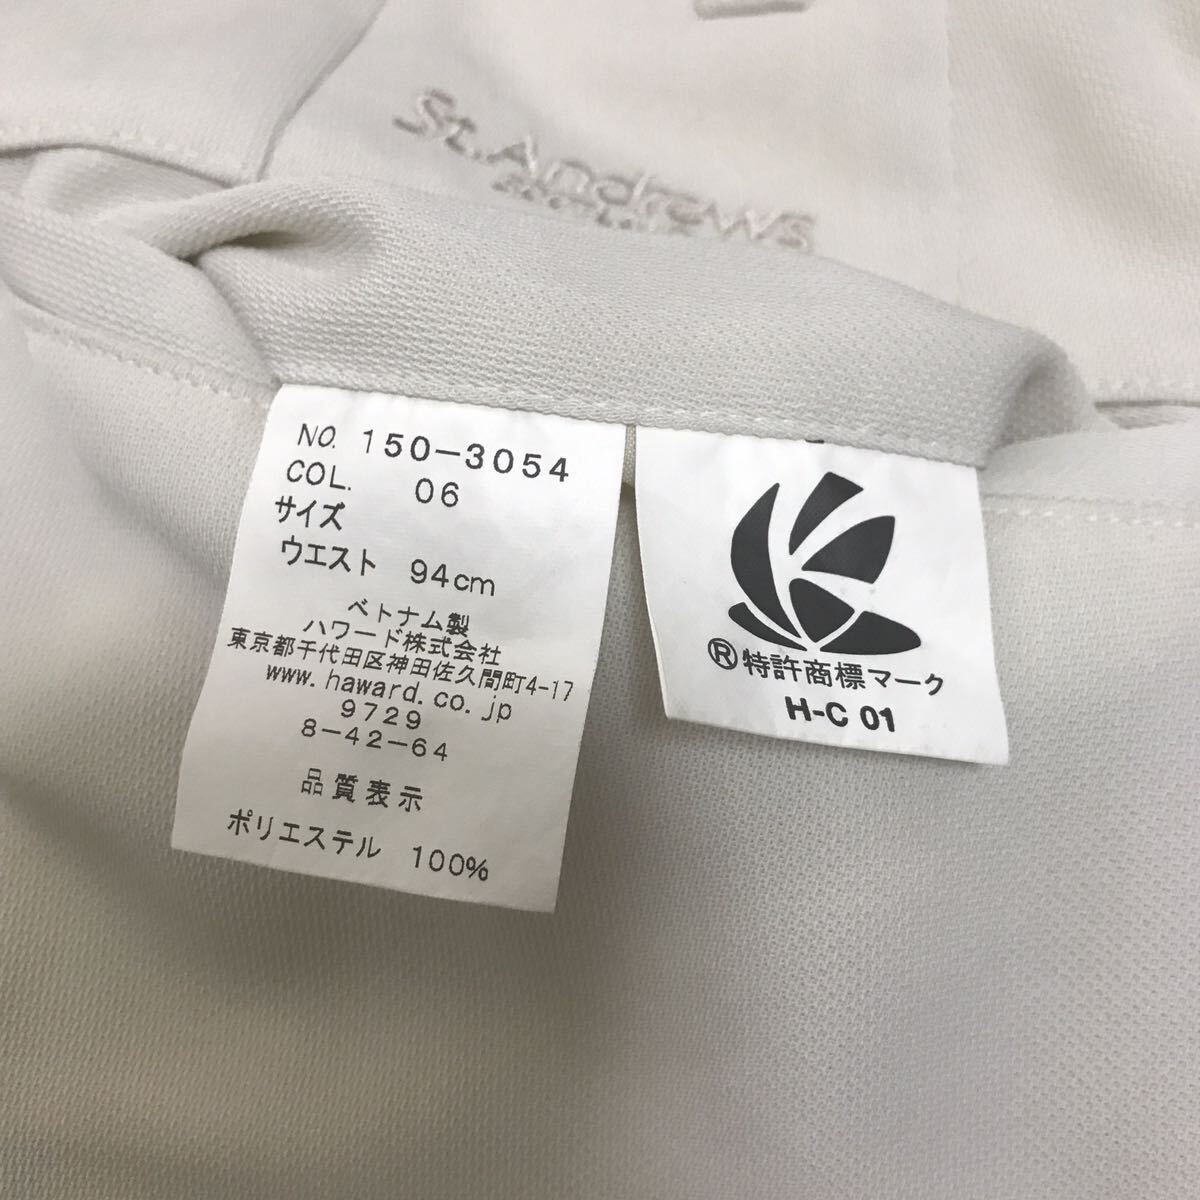 St.Andrews
NO. 150-3054
COL. 06
サイズ
ウエスト 94cm
ベトナム製
ハワード株式会社
東京都千代田区神田佐久間町4-17
www.haward.co.jp
9729
8-42-64
品質表示
ポリエステル 100%
®特許商標マーク
H-C 01